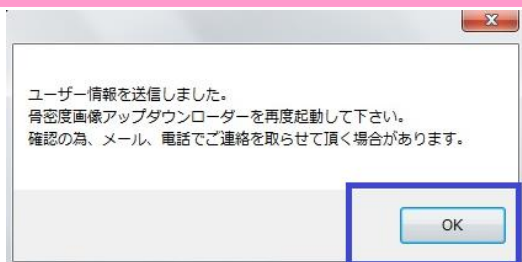 ユーザー情報を送信しました。
骨密度画像アップダウンローダーを再度起動して下さい。
確認の為、メール、電話でご連絡を取らせて頂く場合があります。
OK